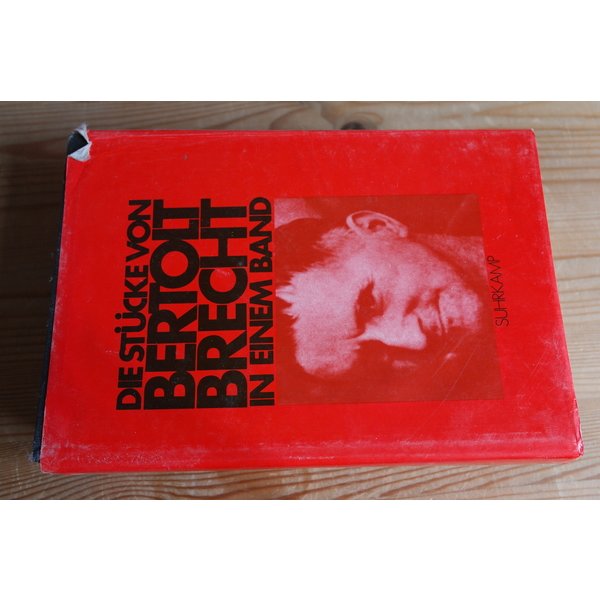 DIE STÜCKE VON
BERTOLT
BRECHT
IN EINEM BAND
SUHRKAMP